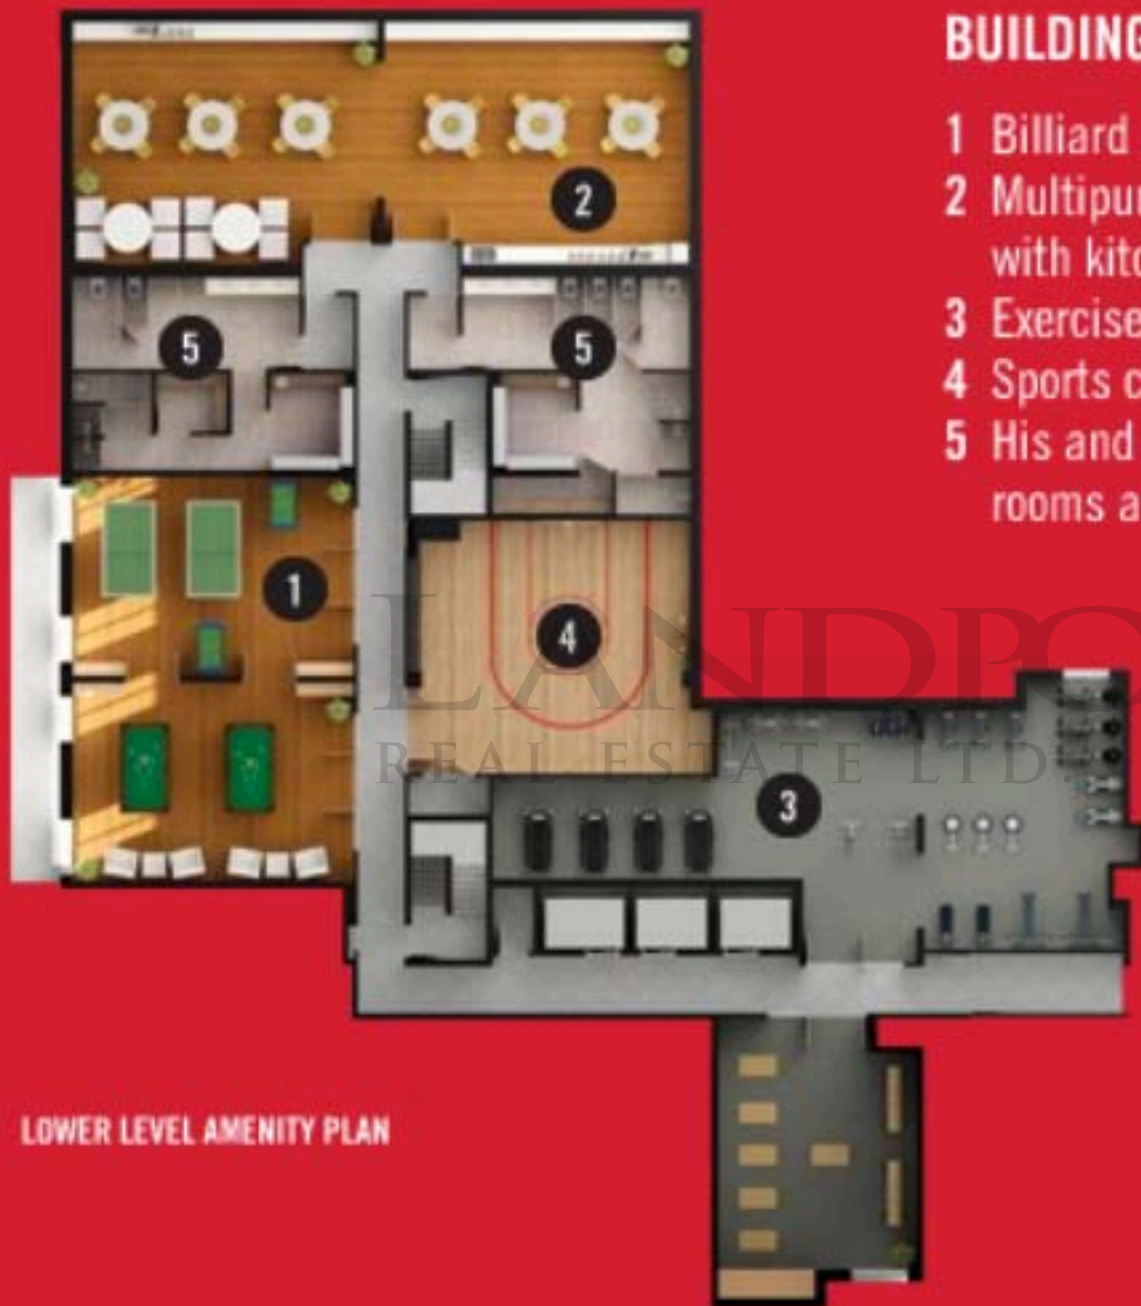 BUILDING
1 Billiard
2 Multipu
with kitc
3 Exercise
4 Sports c
5 His and
rooms a
2
5
5
1
4
3
LANDPO
REAL ESTATE LTD.
LOWER LEVEL AMENITY PLAN